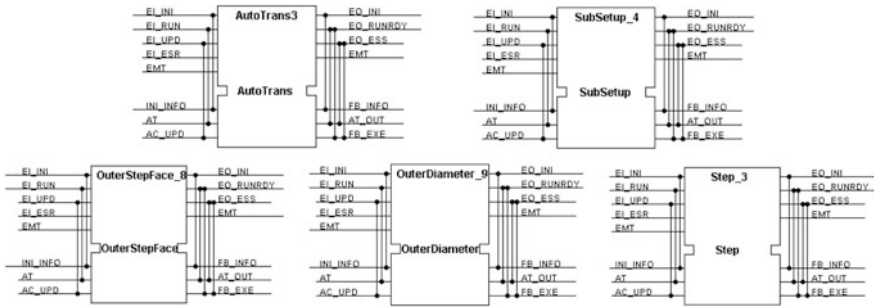 EI_INI AutoTrans3 EO_INI
EI_RUN EO_RUNRDY
EI_UPD EO_ESS
EI_ESR EMT
EMT
AutoTrans
INI_INFO FB_INFO
AT AT_OUT
AC_UPD FB_EXE
EI_INI SubSetup_4 EO_INI
EI_RUN EO_RUNRDY
EI_UPD EO_ESS
EI_ESR EMT
EMT
SubSetup
INI_INFO FB_INFO
AT AT_OUT
AC_UPD FB_EXE
EI_INI OuterStepFace_8 EO_INI
EI_RUN EO_RUNRDY
EI_UPD EO_ESS
EI_ESR EMT
EMT
OuterStepFace
INI_INFO FB_INFO
AT AT_OUT
AC_UPD FB_EXE
EI_INI OuterDiameter_9 EO_INI
EI_RUN EO_RUNRDY
EI_UPD EO_ESS
EI_ESR EMT
EMT
OuterDiameter
INI_INFO FB_INFO
AT AT_OUT
AC_UPD FB_EXE
EI_INI Step_3 EO_INI
EI_RUN EO_RUNRDY
EI_UPD EO_ESS
EI_ESR EMT
EMT
Step
INI_INFO FB_INFO
AT AT_OUT
AC_UPD FB_EXE